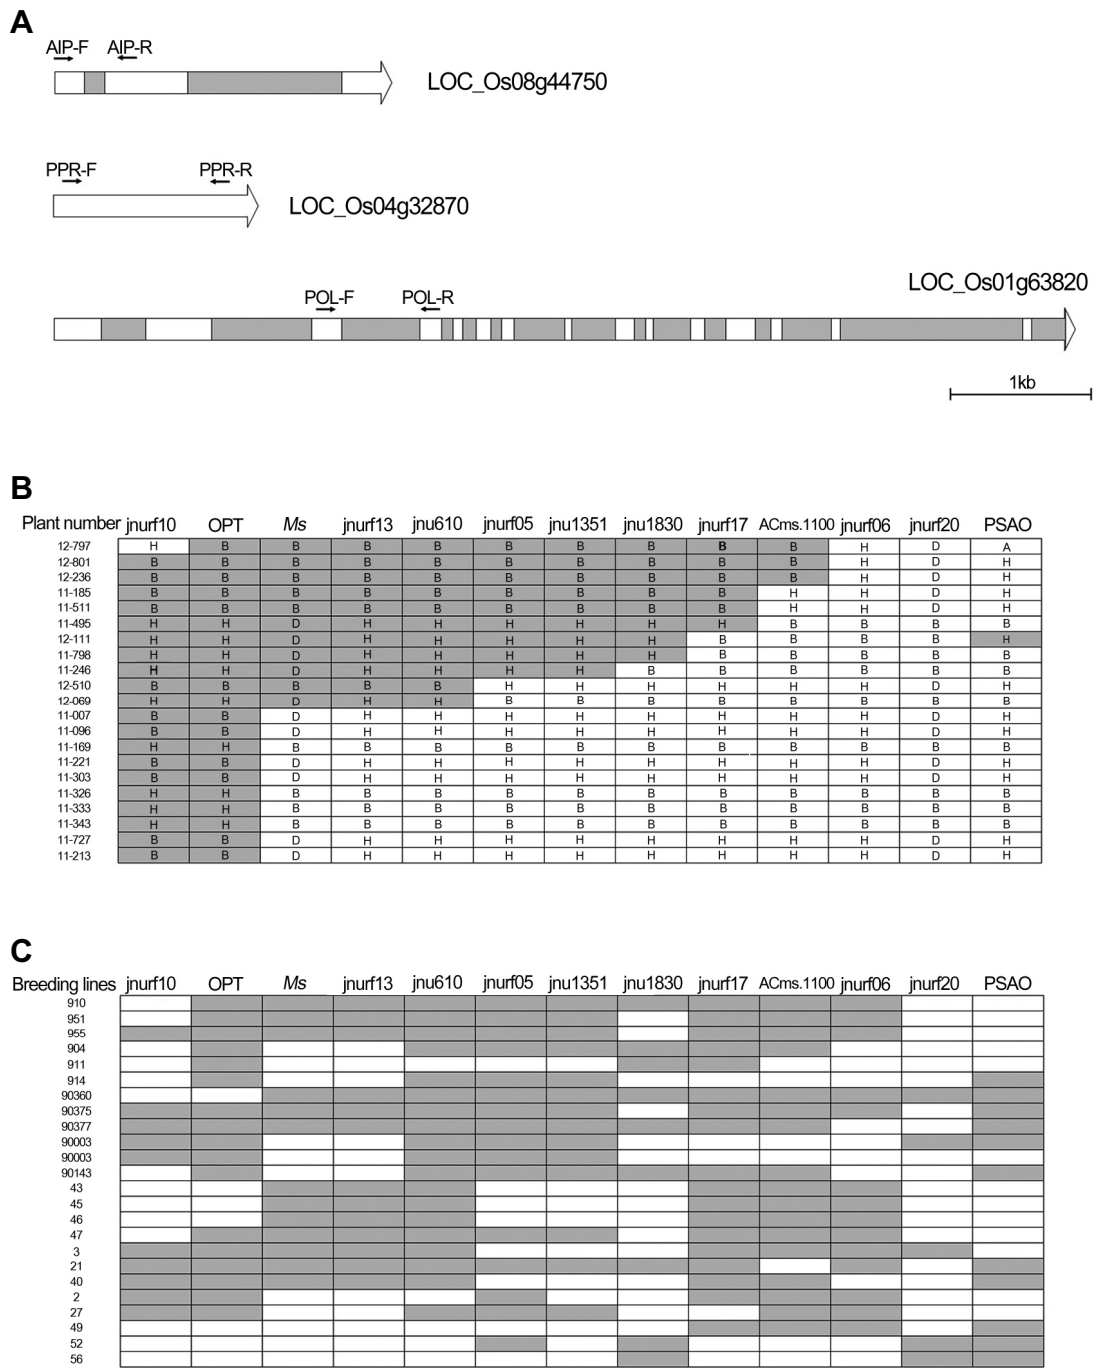 A
AIP-F AIP-R
LOC_Os08g44750
PPR-F PPR-R
LOC_Os04g32870
LOC_Os01g63820
POL-F POL-R
1kb
B
Plant number jnurf10 OPT Ms jnurf13 jnu610 jnurf05 jnu1351 jnu1830 jnurf17 ACms.1100 jnurf06 jnurf20 PSAO
12-797 H B B B B B B B B B H D A
12-801 B B B B B B B B B B H D H
12-236 B B B B B B B B B B H D H
11-185 B B B B B B B B B H H D H
11-511 B B B B B B B B B H H D H
11-495 H H D H H H H H H B B B B
12-111 H H D H H H H H B B B B H
11-798 H H D H H H H H B B B B B
11-246 H H D H H H H B B B B B B
12-510 B B B B B H H H H H H D H
12-069 H H D H H B B B B B B B B
11-007 B B D H H H H H H H H D H
11-096 B B D H H H H H H H H D H
11-169 H H B B B B B B B B B B B
11-221 B B D H H H H H H H H D H
11-303 B B D H H H H H H H H D H
11-326 H H B B B B B B B B B B B
11-333 H H B B B B B B B B B B B
11-343 H H B B B B B B B B B B B
11-727 B B D H H H H H H H H D H
11-213 B B D H H H H H H H H D H
C
Breeding lines jnurf10 OPT Ms jnurf13 jnu610 jnurf05 jnu1351 jnu1830 jnurf17 ACms.1100 jnurf06 jnurf20 PSAO
910
951
955
904
911
914
90360
90375
90377
90003
90003
90143
43
45
46
47
3
21
40
2
27
49
52
56